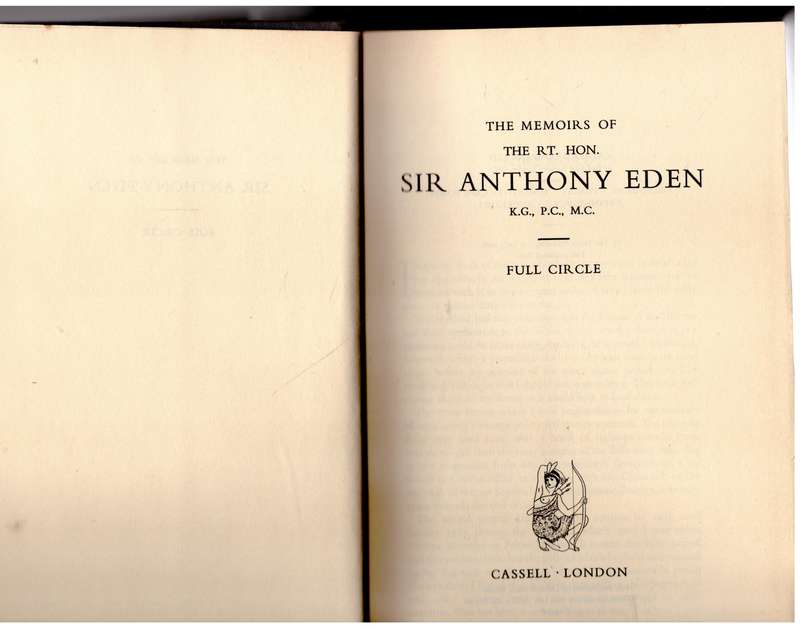 THE MEMOIRS OF
THE RT. HON.
SIR ANTHONY EDEN
K.G., P.C., M.C.
FULL CIRCLE
CASSELL · LONDON